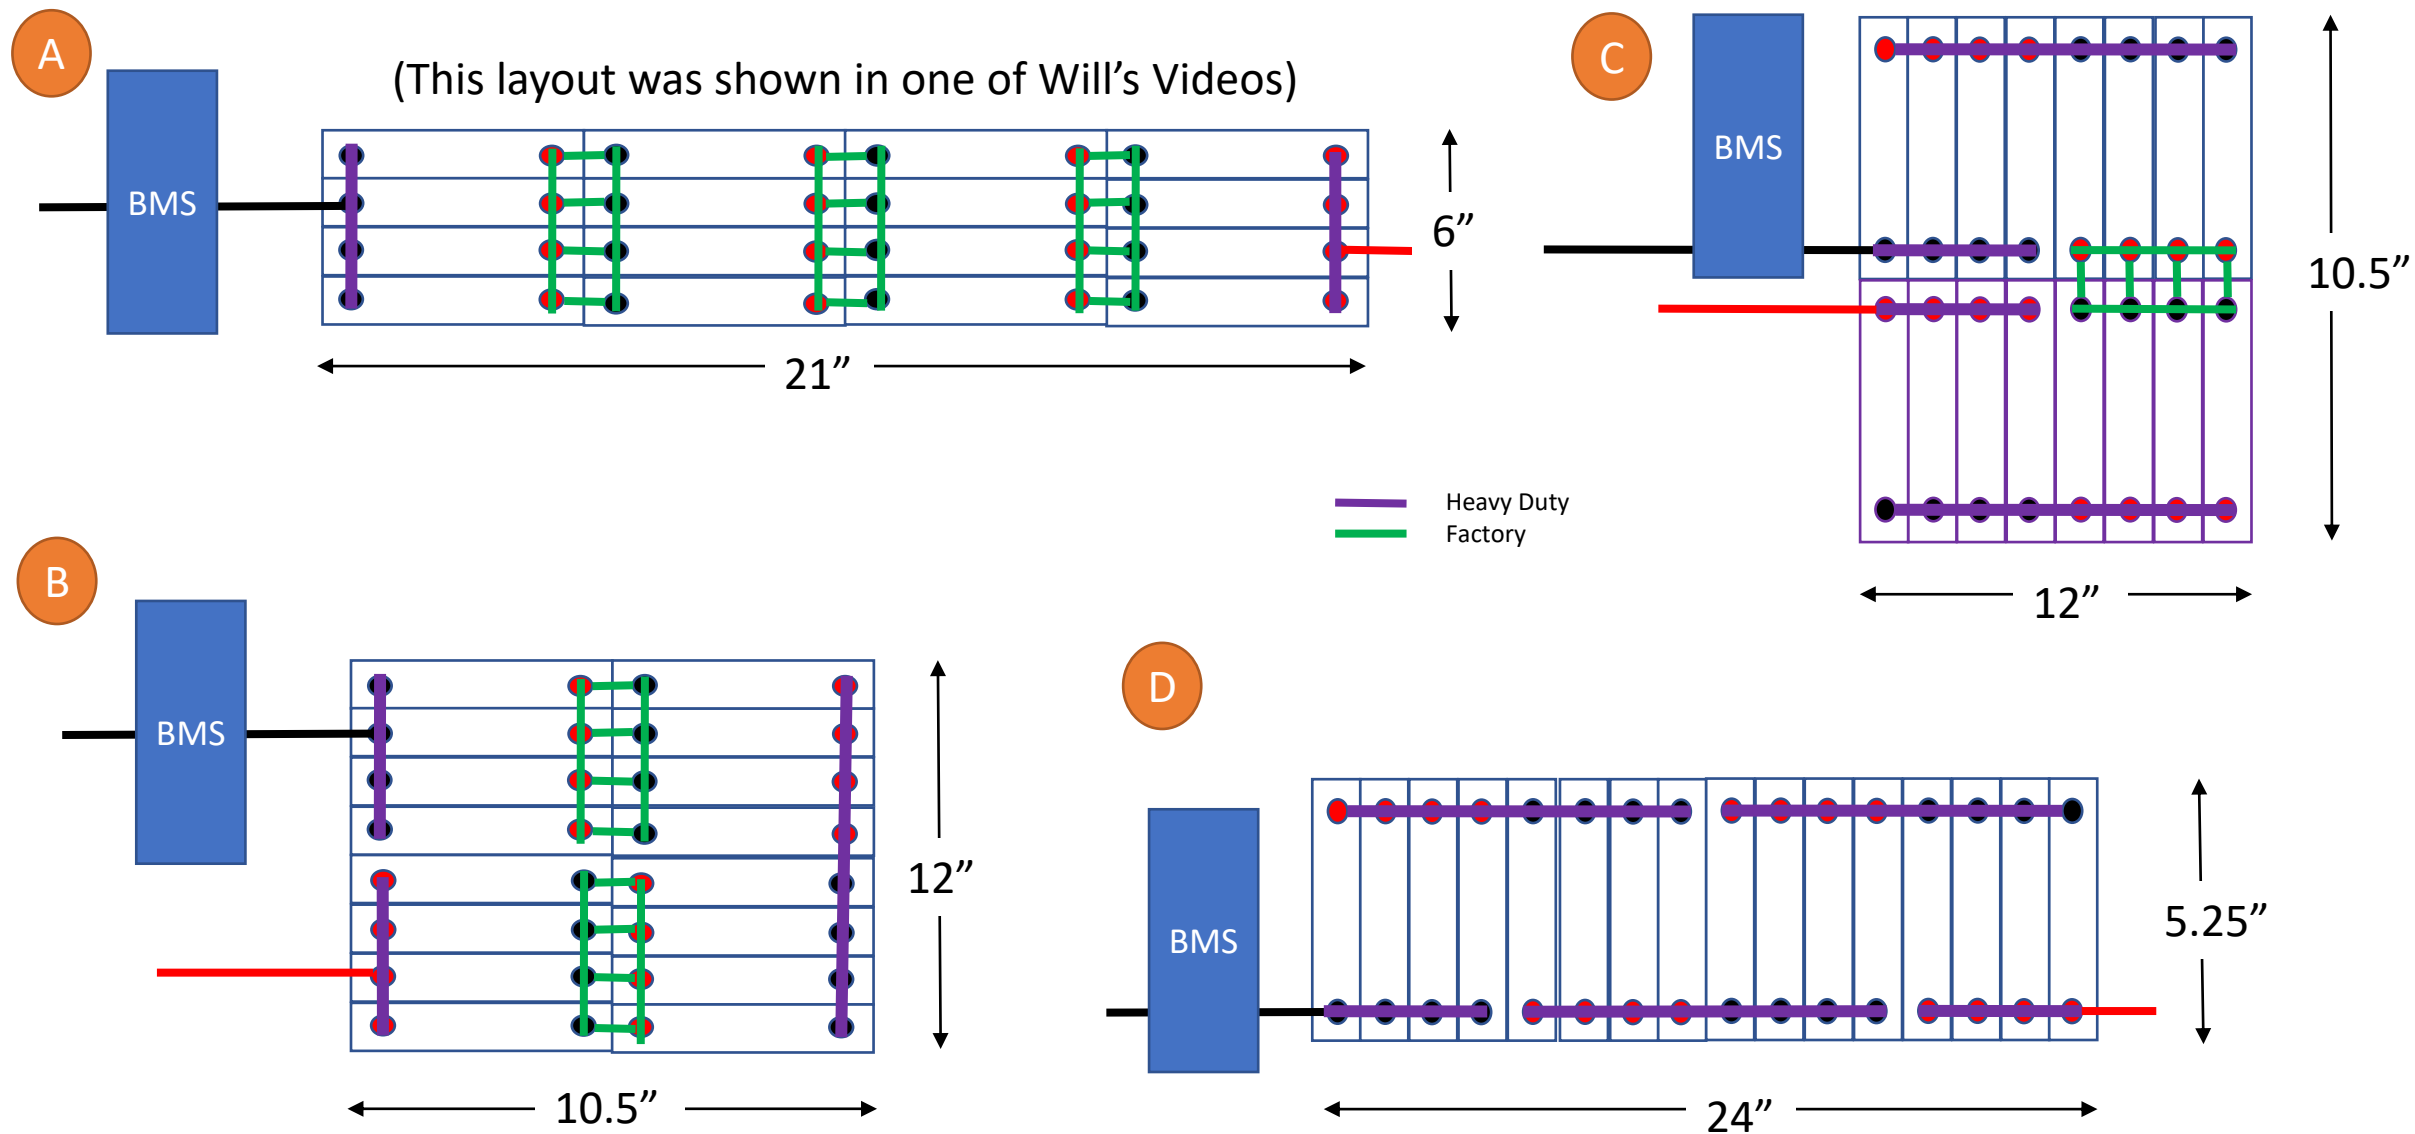 A
(This layout was shown in one of Will’s Videos)
BMS
6”
21”
C
BMS
10.5”
12”
Heavy Duty
Factory
B
BMS
12”
10.5”
D
BMS
5.25”
24”